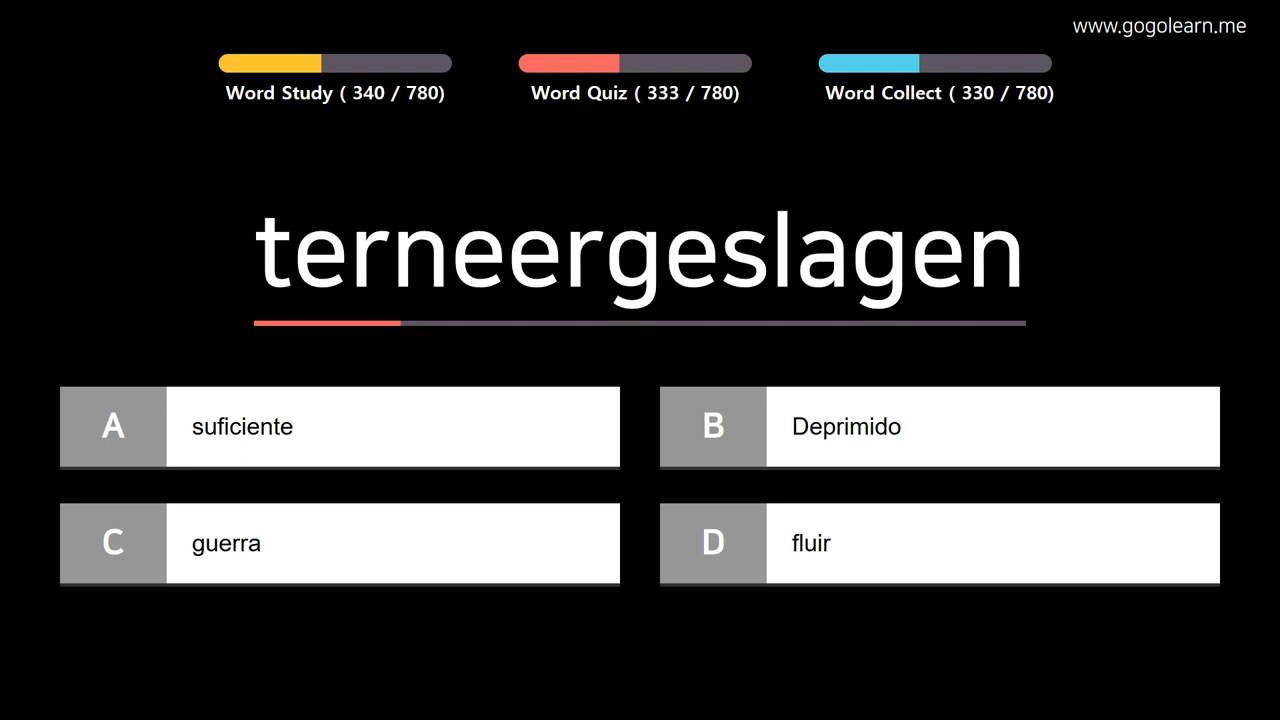 www.gogolearn.me
Word Study ( 340 / 780)
Word Quiz ( 333 / 780)
Word Collect ( 330 / 780)
terneergeslagen
A suficiente
B Deprimido
C guerra
D fluir